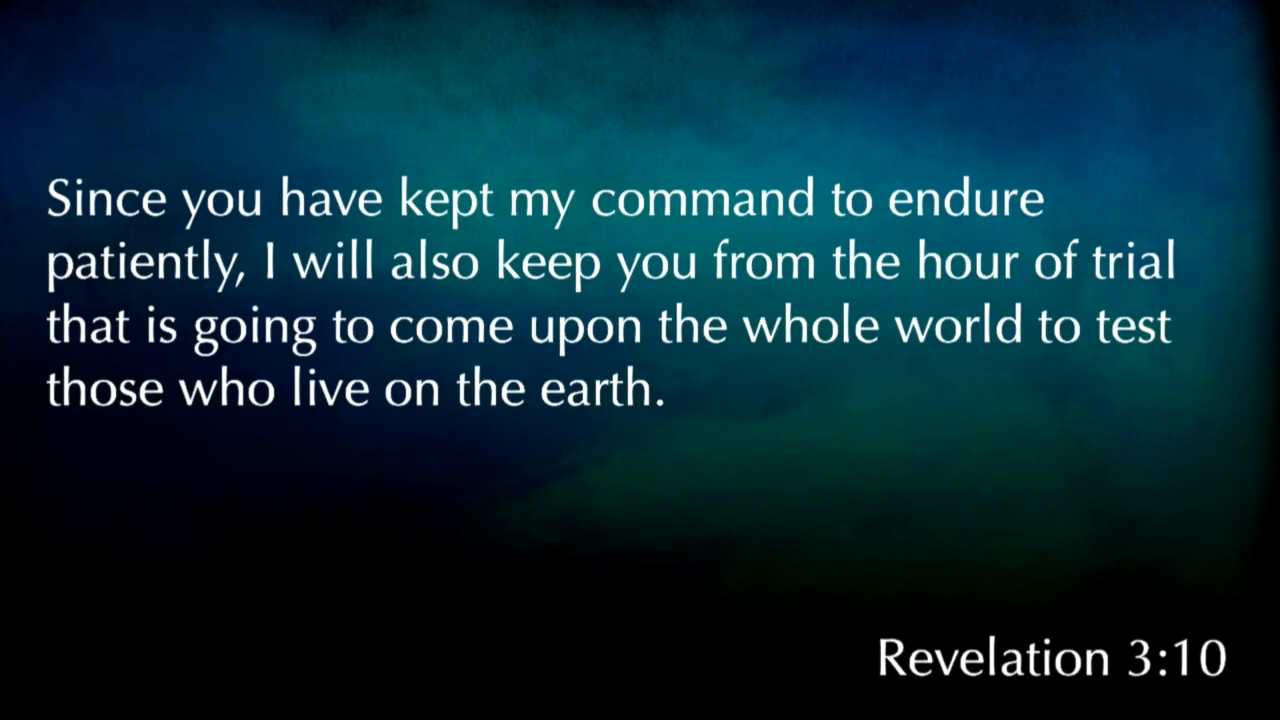 Since you have kept my command to endure
patiently, I will also keep you from the hour of trial
that is going to come upon the whole world to test
those who live on the earth.
Revelation 3:10